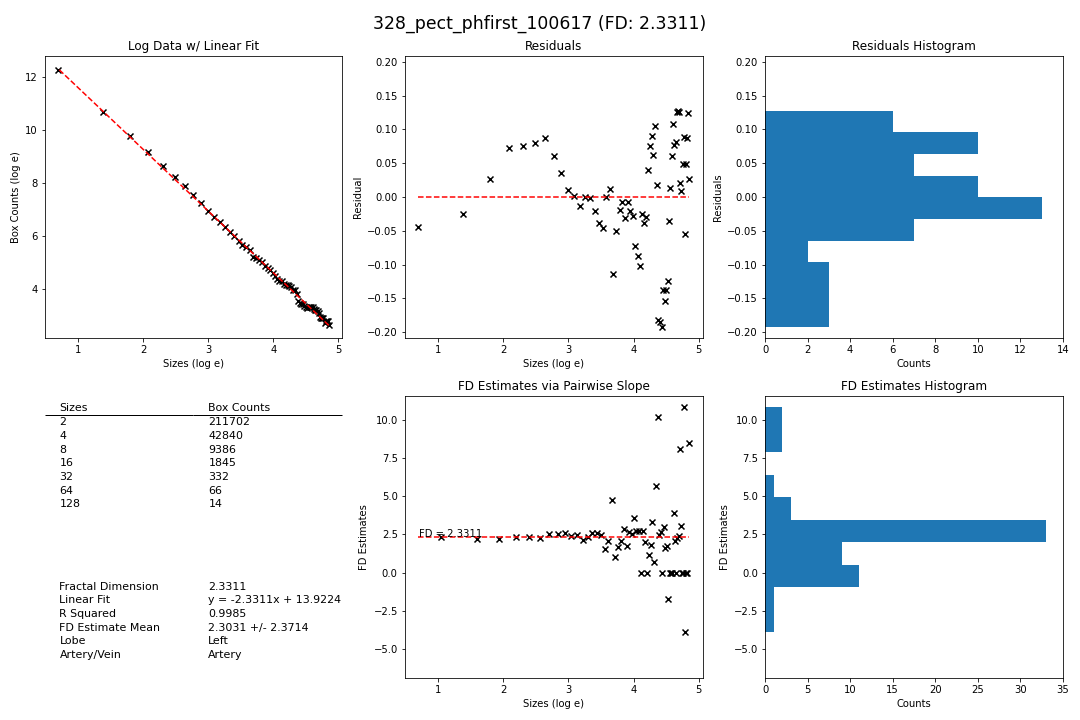 328_pect_phfirst_100617 (FD: 2.3311)
Log Data w/ Linear Fit
Box Counts (log e)
12
10
8
6
4
1 2 3 4 5
Sizes (log e)
Residuals
Residual
0.20
0.15
0.10
0.05
0.00
−0.05
−0.10
−0.15
−0.20
1 2 3 4 5
Sizes (log e)
Residuals Histogram
Residuals
0.20
0.15
0.10
0.05
0.00
−0.05
−0.10
−0.15
−0.20
0 2 4 6 8 10 12 14
Counts
Sizes Box Counts
2 211702
4 42840
8 9386
16 1845
32 332
64 66
128 14
Fractal Dimension 2.3311
Linear Fit y = -2.3311x + 13.9224
R Squared 0.9985
FD Estimate Mean 2.3031 +/- 2.3714
Lobe Left
Artery/Vein Artery
FD Estimates via Pairwise Slope
FD Estimates
10.0
7.5
5.0
2.5
0.0
−2.5
−5.0
FD = 2.3311
1 2 3 4 5
Sizes (log e)
FD Estimates Histogram
FD Estimates
10.0
7.5
5.0
2.5
0.0
−2.5
−5.0
0 5 10 15 20 25 30 35
Counts